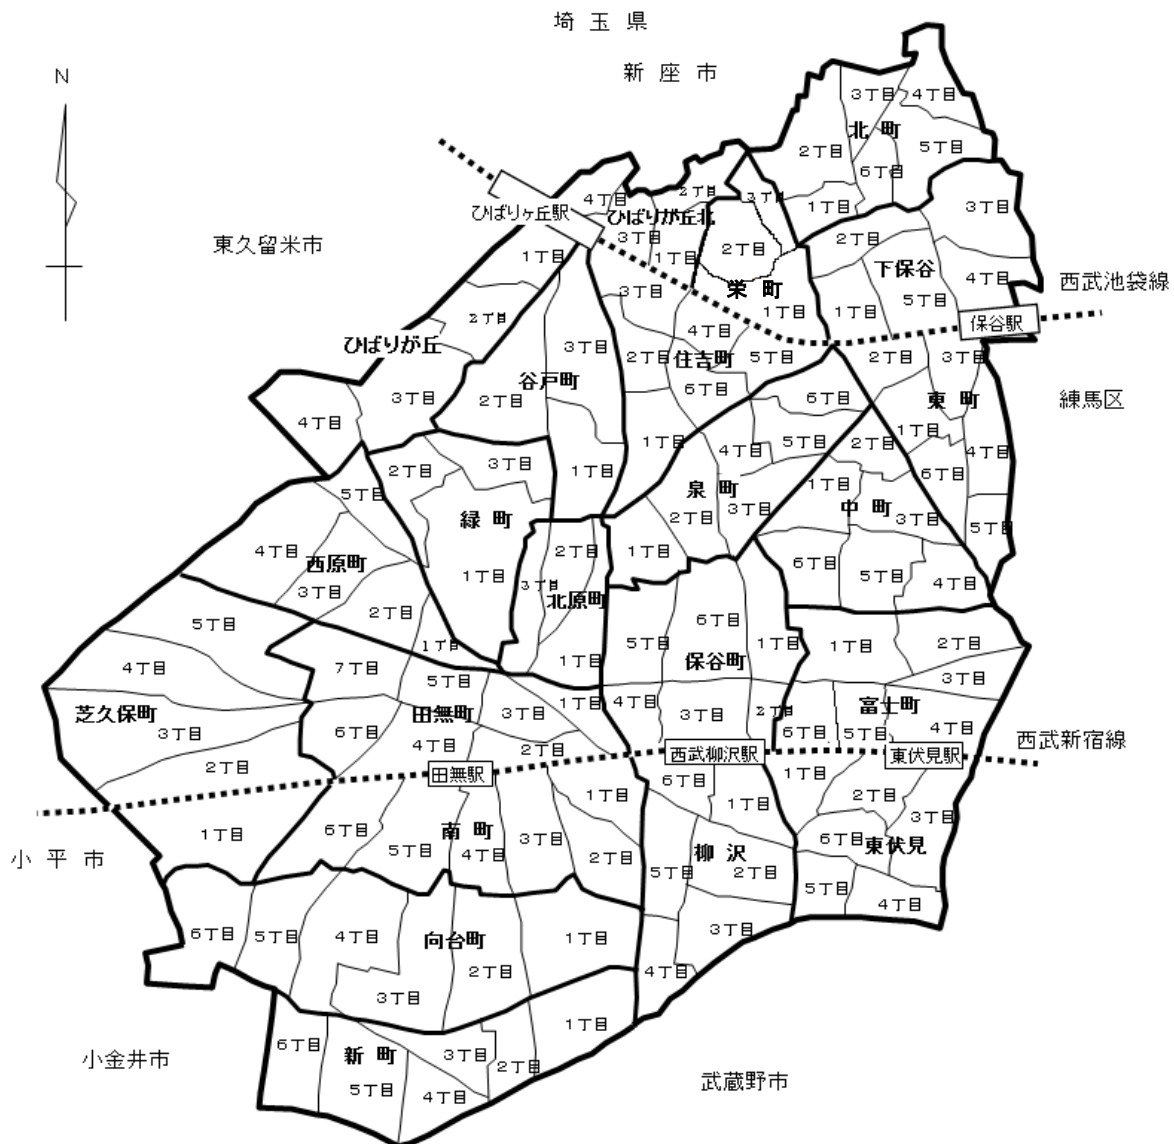 埼玉県
新座市
N
3丁目
4丁目
北町
2丁目
5丁目
6丁目
1丁目
ひばりヶ丘駅
4丁目
2丁目
3丁目
ひばりが丘北
3丁目
1丁目
2丁目
栄町
1丁目
東久留米市
3丁目
2丁目
下保谷
4丁目
1丁目
5丁目
西武池袋線
保谷駅
1丁目
2丁目
ひばりが丘
3丁目
4丁目
3丁目
谷戸町
2丁目
1丁目
3丁目
4丁目
2丁目
住吉町
5丁目
6丁目
1丁目
2丁目
3丁目
東町
1丁目
4丁目
6丁目
5丁目
練馬区
6丁目
5丁目
4丁目
泉町
3丁目
2丁目
1丁目
2丁目
1丁目
中町
3丁目
6丁目
5丁目
4丁目
2丁目
3丁目
緑町
1丁目
5丁目
4丁目
西原町
3丁目
2丁目
1丁目
2丁目
3丁目
北原町
1丁目
6丁目
5丁目
保谷町
1丁目
4丁目
3丁目
2丁目
1丁目
2丁目
3丁目
富士町
4丁目
5丁目
6丁目
西武新宿線
5丁目
4丁目
芝久保町
3丁目
2丁目
1丁目
7丁目
5丁目
田無町
3丁目
1丁目
6丁目
4丁目
2丁目
田無駅
西武柳沢駅
東伏見駅
小平市
1丁目
6丁目
南町
5丁目
4丁目
3丁目
2丁目
6丁目
1丁目
柳沢
5丁目
2丁目
3丁目
4丁目
1丁目
2丁目
3丁目
6丁目
東伏見
5丁目
4丁目
6丁目
5丁目
4丁目
向台町
1丁目
2丁目
3丁目
1丁目
6丁目
新町
3丁目
2丁目
5丁目
4丁目
小金井市
武蔵野市